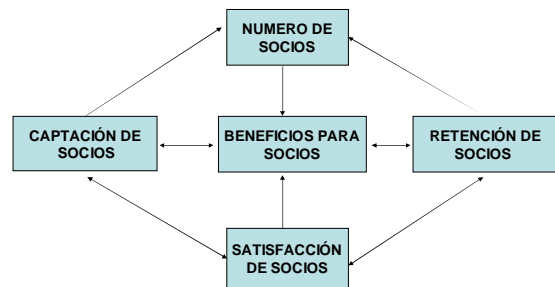 NUMERO DE
SOCIOS
CAPTACIÓN DE
SOCIOS
BENEFICIOS PARA
SOCIOS
RETENCIÓN DE
SOCIOS
SATISFACCIÓN
DE SOCIOS